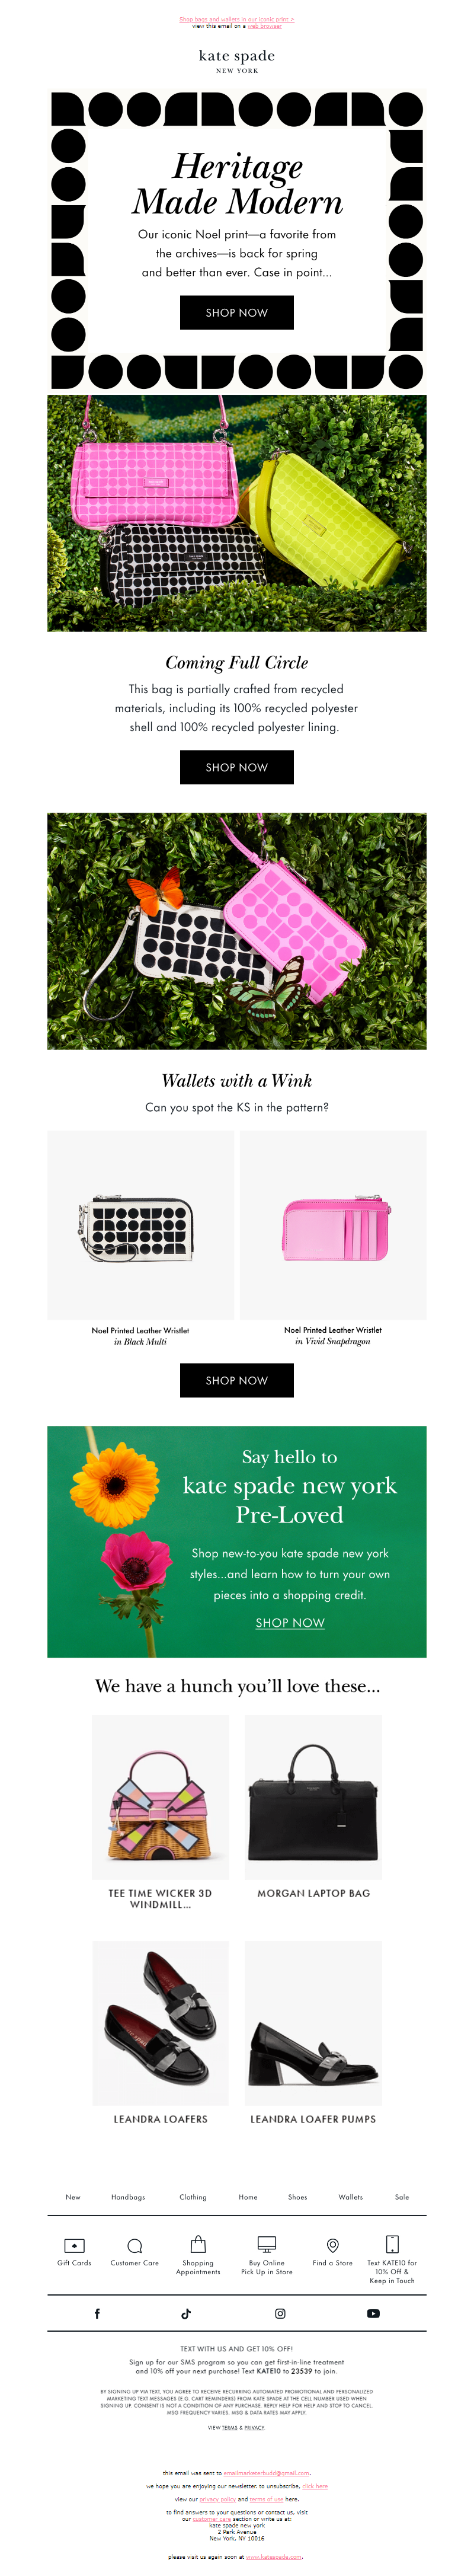 Shop bags and wallets in our iconic print >
view this email on a web browser
kate spade
NEW YORK
Heritage
Made Modern
Our iconic Noel print—a favorite from
the archives—is back for spring
and better than ever. Case in point...
SHOP NOW
Coming Full Circle
This bag is partially crafted from recycled
materials, including its 100% recycled polyester
shell and 100% recycled polyester lining.
SHOP NOW
Wallets with a Wink
Can you spot the KS in the pattern?
Noel Printed Leather Wristlet
in Black Multi
Noel Printed Leather Wristlet
in Vivid Snapdragon
SHOP NOW
Say hello to
kate spade new york
Pre-Loved
Shop new-to-you kate spade new york
styles...and learn how to turn your own
pieces into a shopping credit.
SHOP NOW
We have a hunch you'll love these...
TEE TIME WICKER 3D
WINDMILL...
MORGAN LAPTOP BAG
LEANDRA LOAFERS
LEANDRA LOAFER PUMPS
New Handbags Clothing Home Shoes Wallets Sale
Gift Cards
Customer Care
Shopping
Appointments
Buy Online
Pick Up in Store
Find a Store
Text KATE10 for
10% Off &
Keep in Touch
TEXT WITH US AND GET 10% OFF!
Sign up for our SMS program so you can get first-in-line treatment
and 10% off your next purchase! Text KATE10 to 23539 to join.
BY SIGNING UP VIA TEXT, YOU AGREE TO RECEIVE RECURRING AUTOMATED PROMOTIONAL AND PERSONALIZED
MARKETING TEXT MESSAGES (E.G. CART REMINDERS) FROM KATE SPADE AT THE CELL NUMBER USED WHEN
SIGNING UP. CONSENT IS NOT A CONDITION OF ANY PURCHASE. REPLY HELP FOR HELP AND STOP TO CANCEL.
MSG FREQUENCY VARIES. MSG & DATA RATES MAY APPLY.
VIEW TERMS & PRIVACY
this email was sent to emailmarketerbudd@gmail.com.
we hope you are enjoying our newsletter. to unsubscribe, click here
view our privacy policy and terms of use here.
to find answers to your questions or contact us, visit
our customer care section or write us at:
kate spade new york
2 Park Avenue
New York, NY 10016
please visit us again soon at www.katespade.com.